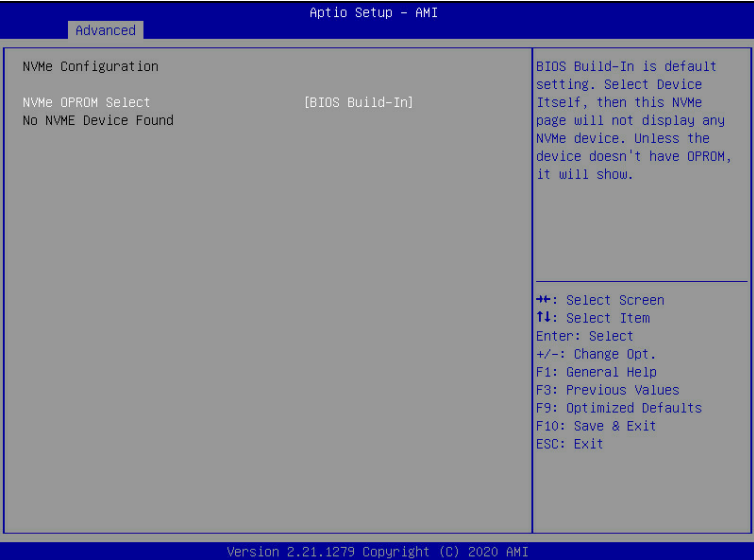 Aptio Setup - AMI
Advanced
NVMe Configuration
NVMe OPROM Select [BIOS Build-In]
No NVME Device Found
BIOS Build-In is default
setting. Select Device
Itself, then this NVMe
page will not display any
NVMe device. Unless the
device doesn't have OPROM,
it will show.
→←: Select Screen
↑↓: Select Item
Enter: Select
+/-: Change Opt.
F1: General Help
F3: Previous Values
F9: Optimized Defaults
F10: Save & Exit
ESC: Exit
Version 2.21.1279 Copyright (C) 2020 AMI